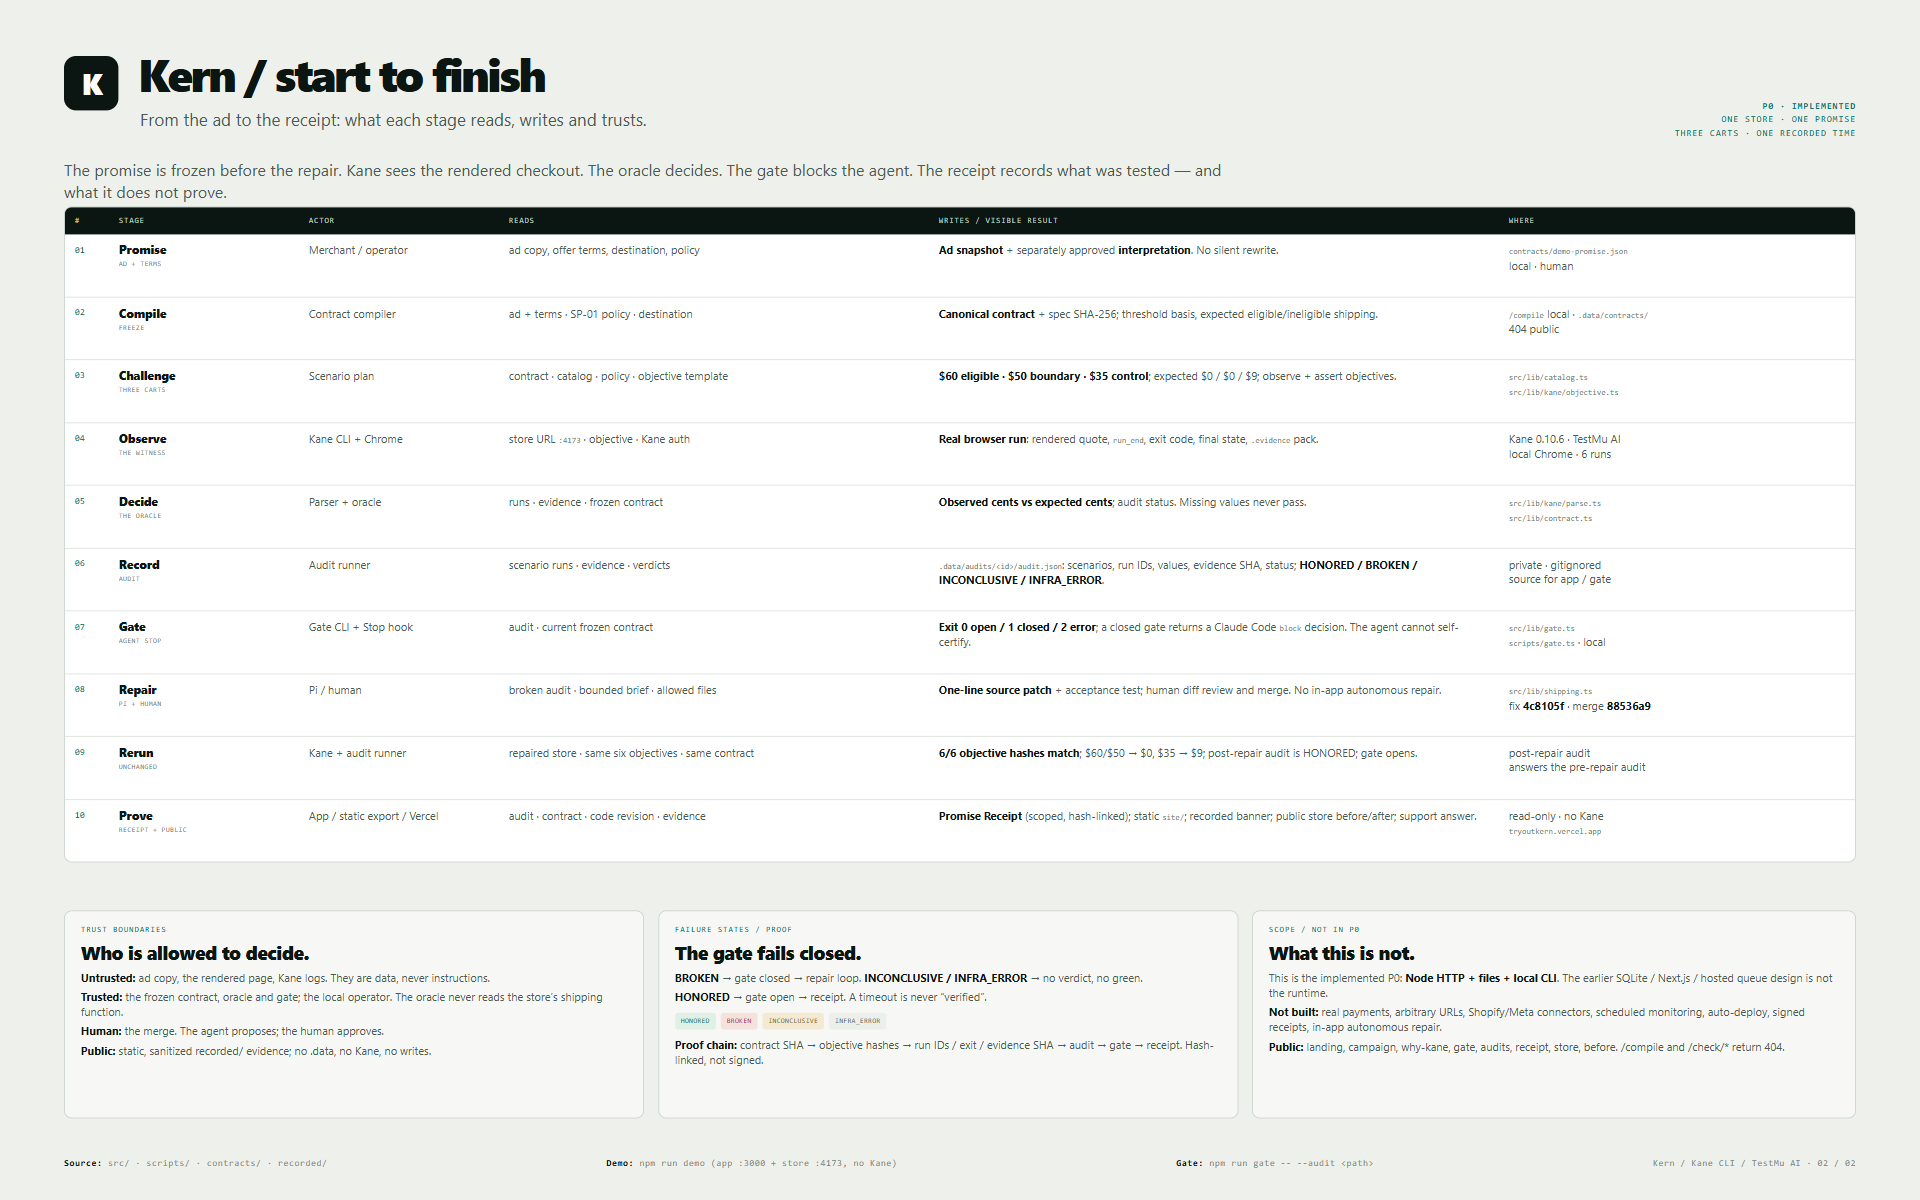 K
Kern / start to finish
From the ad to the receipt: what each stage reads, writes and trusts.
P0 · IMPLEMENTED
ONE STORE · ONE PROMISE
THREE CARTS · ONE RECORDED TIME
The promise is frozen before the repair. Kane sees the rendered checkout. The oracle decides. The gate blocks the agent. The receipt records what was tested — and
what it does not prove.
# STAGE ACTOR READS WRITES / VISIBLE RESULT WHERE
01 Promise Merchant / operator ad copy, offer terms, destination, policy Ad snapshot + separately approved interpretation. No silent rewrite. contracts/demo-promise.json
AD + TERMS local · human
02 Compile Contract compiler ad + terms · SP-01 policy · destination Canonical contract + spec SHA-256; threshold basis, expected eligible/ineligible shipping. /compile local · .data/contracts/
FREEZE 404 public
03 Challenge Scenario plan contract · catalog · policy · objective template $60 eligible · $50 boundary · $35 control; expected $0 / $0 / $9; observe + assert objectives. src/lib/catalog.ts
THREE CARTS src/lib/kane/objective.ts
04 Observe Kane CLI + Chrome store URL :4173 · objective · Kane auth Real browser run: rendered quote, run_end, exit code, final state, .evidence pack. Kane 0.10.6 · TestMu AI
THE WITNESS local Chrome · 6 runs
05 Decide Parser + oracle runs · evidence · frozen contract Observed cents vs expected cents; audit status. Missing values never pass. src/lib/kane/parse.ts
THE ORACLE src/lib/contract.ts
06 Record Audit runner scenario runs · evidence · verdicts .data/audits/<id>/audit.json: scenarios, run IDs, values, evidence SHA, status; HONORED / BROKEN / private · gitignored
AUDIT INCONCLUSIVE / INFRA_ERROR. source for app / gate
07 Gate Gate CLI + Stop hook audit · current frozen contract Exit 0 open / 1 closed / 2 error; a closed gate returns a Claude Code block decision. The agent cannot self- src/lib/gate.ts
AGENT STOP certify. scripts/gate.ts · local
08 Repair Pi / human broken audit · bounded brief · allowed files One-line source patch + acceptance test; human diff review and merge. No in-app autonomous repair. src/lib/shipping.ts
PI + HUMAN fix 4c8105f · merge 88536a9
09 Rerun Kane + audit runner repaired store · same six objectives · same contract 6/6 objective hashes match; $60/$50 → $0, $35 → $9; post-repair audit is HONORED; gate opens. post-repair audit
UNCHANGED answers the pre-repair audit
10 Prove App / static export / Vercel audit · contract · code revision · evidence Promise Receipt (scoped, hash-linked); static site/; recorded banner; public store before/after; support answer. read-only · no Kane
RECEIPT + PUBLIC tryoutkern.vercel.app
TRUST BOUNDARIES
Who is allowed to decide.
Untrusted: ad copy, the rendered page, Kane logs. They are data, never instructions.
Trusted: the frozen contract, oracle and gate; the local operator. The oracle never reads the store's shipping
function.
Human: the merge. The agent proposes; the human approves.
Public: static, sanitized recorded/ evidence; no .data, no Kane, no writes.
FAILURE STATES / PROOF
The gate fails closed.
BROKEN → gate closed → repair loop. INCONCLUSIVE / INFRA_ERROR → no verdict, no green.
HONORED → gate open → receipt. A timeout is never "verified".
HONORED BROKEN INCONCLUSIVE INFRA_ERROR
Proof chain: contract SHA → objective hashes → run IDs / exit / evidence SHA → audit → gate → receipt. Hash-
linked, not signed.
SCOPE / NOT IN P0
What this is not.
This is the implemented P0: Node HTTP + files + local CLI. The earlier SQLite / Next.js / hosted queue design is not
the runtime.
Not built: real payments, arbitrary URLs, Shopify/Meta connectors, scheduled monitoring, auto-deploy, signed
receipts, in-app autonomous repair.
Public: landing, campaign, why-kane, gate, audits, receipt, store, before. /compile and /check/* return 404.
Source: src/ · scripts/ · contracts/ · recorded/
Demo: npm run demo (app :3000 + store :4173, no Kane)
Gate: npm run gate -- --audit <path>
Kern / Kane CLI / TestMu AI · 02 / 02